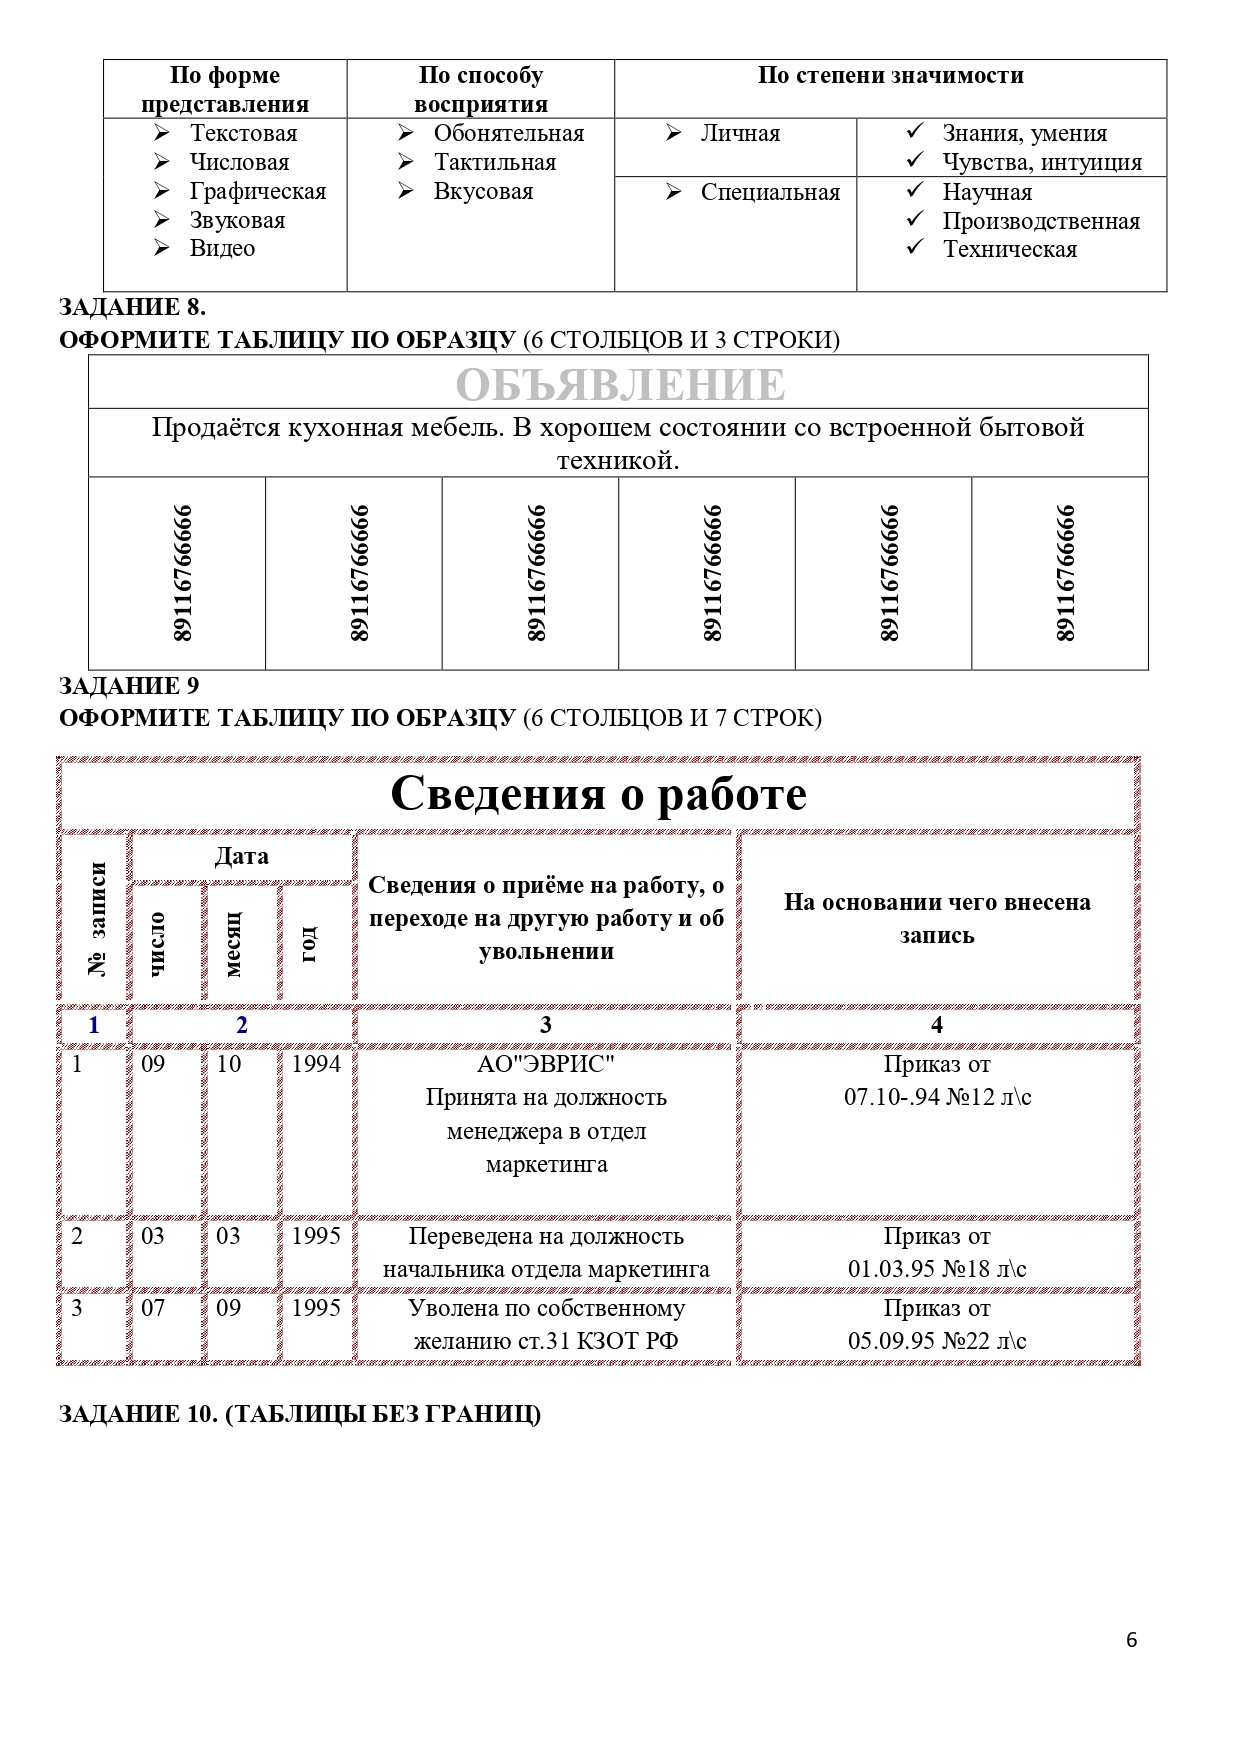 По форме
представления
По способу
восприятия
По степени значимости
Текстовая
Числовая
Графическая
Звуковая
Видео
Обонятельная
Тактильная
Вкусовая
Личная
Знания, умения
Чувства, интуиция
Специальная
Научная
Производственная
Техническая
ЗАДАНИЕ 8.
ОФОРМИТЕ ТАБЛИЦУ ПО ОБРАЗЦУ (6 СТОЛБЦОВ И 3 СТРОКИ)
ОБЪЯВЛЕНИЕ
Продаётся кухонная мебель. В хорошем состоянии со встроенной бытовой
техникой.
89116766666
89116766666
89116766666
89116766666
89116766666
89116766666
ЗАДАНИЕ 9
ОФОРМИТЕ ТАБЛИЦУ ПО ОБРАЗЦУ (6 СТОЛБЦОВ И 7 СТРОК)
Сведения о работе
№ записи
Дата
число
месяц
год
Сведения о приёме на работу, о
переходе на другую работу и об
увольнении
На основании чего внесена
запись
1
2
3
4
1
09
10
1994
АО"ЭВРИС"
Принята на должность
менеджера в отдел
маркетинга
Приказ от
07.10-.94 №12 л\с
2
03
03
1995
Переведена на должность
начальника отдела маркетинга
Приказ от
01.03.95 №18 л\с
3
07
09
1995
Уволена по собственному
желанию ст.31 КЗОТ РФ
Приказ от
05.09.95 №22 л\с
ЗАДАНИЕ 10. (ТАБЛИЦЫ БЕЗ ГРАНИЦ)
6